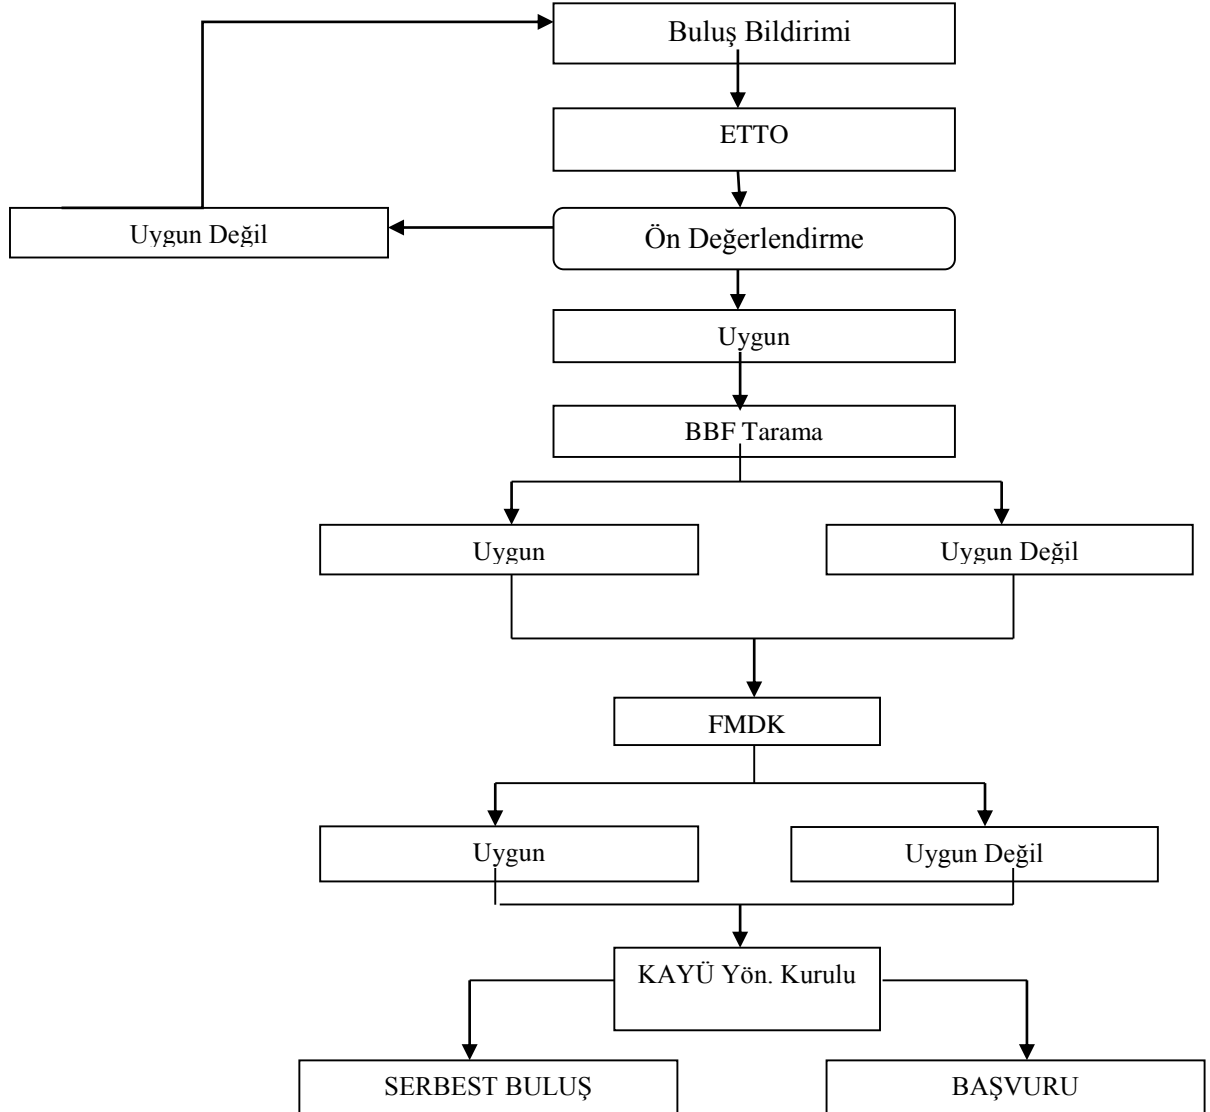 Buluş Bildirimi
ETTO
Uygun Değil
Ön Değerlendirme
Uygun
BBF Tarama
Uygun
Uygun Değil
FMDK
Uygun
Uygun Değil
KAYÜ Yön. Kurulu
SERBEST BULUŞ
BAŞVURU